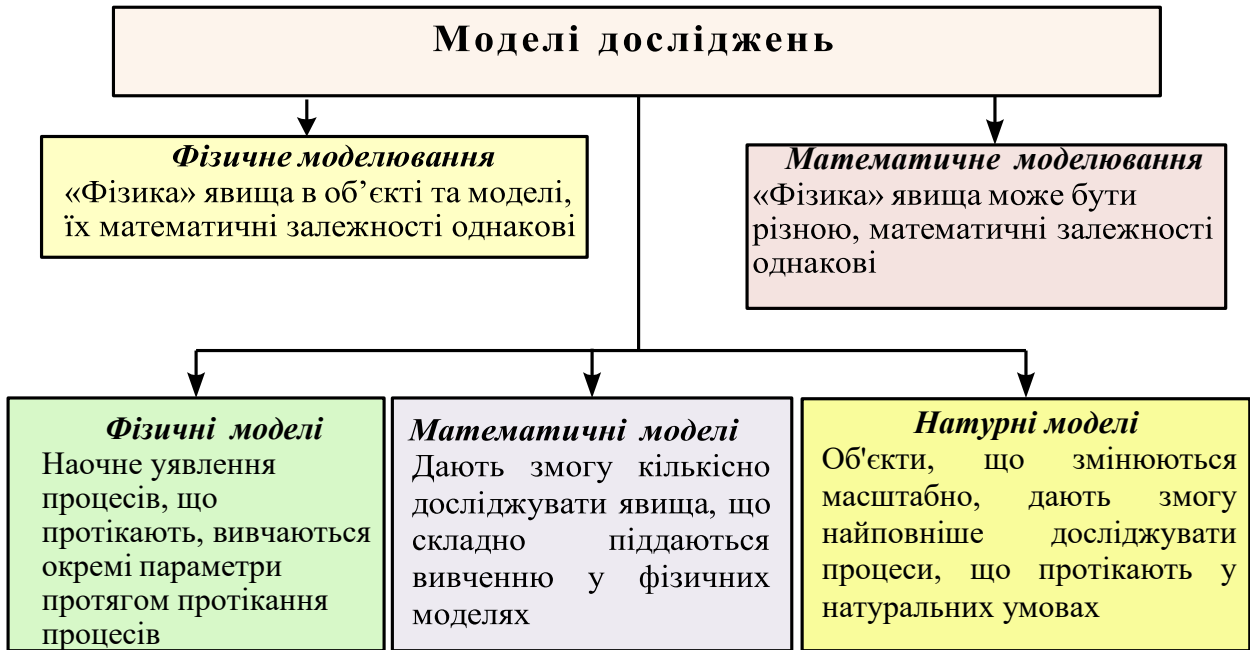 Моделі досліджень
Фізичне моделювання
«Фізика» явища в об’єкті та моделі,
їх математичні залежності однакові
Математичне моделювання
«Фізика» явища може бути
різною, математичні залежності
однакові
Фізичні моделі
Наочне уявлення
процесів, що
протікають, вивчаються
окремі параметри
протягом протікання
процесів
Математичні моделі
Дають змогу кількісно
досліджувати явища, що
складно піддаються
вивченню у фізичних
моделях
Натурні моделі
Об'єкти, що змінюються
масштабно, дають змогу
найповніше досліджувати
процеси, що протікають у
натуральних умовах